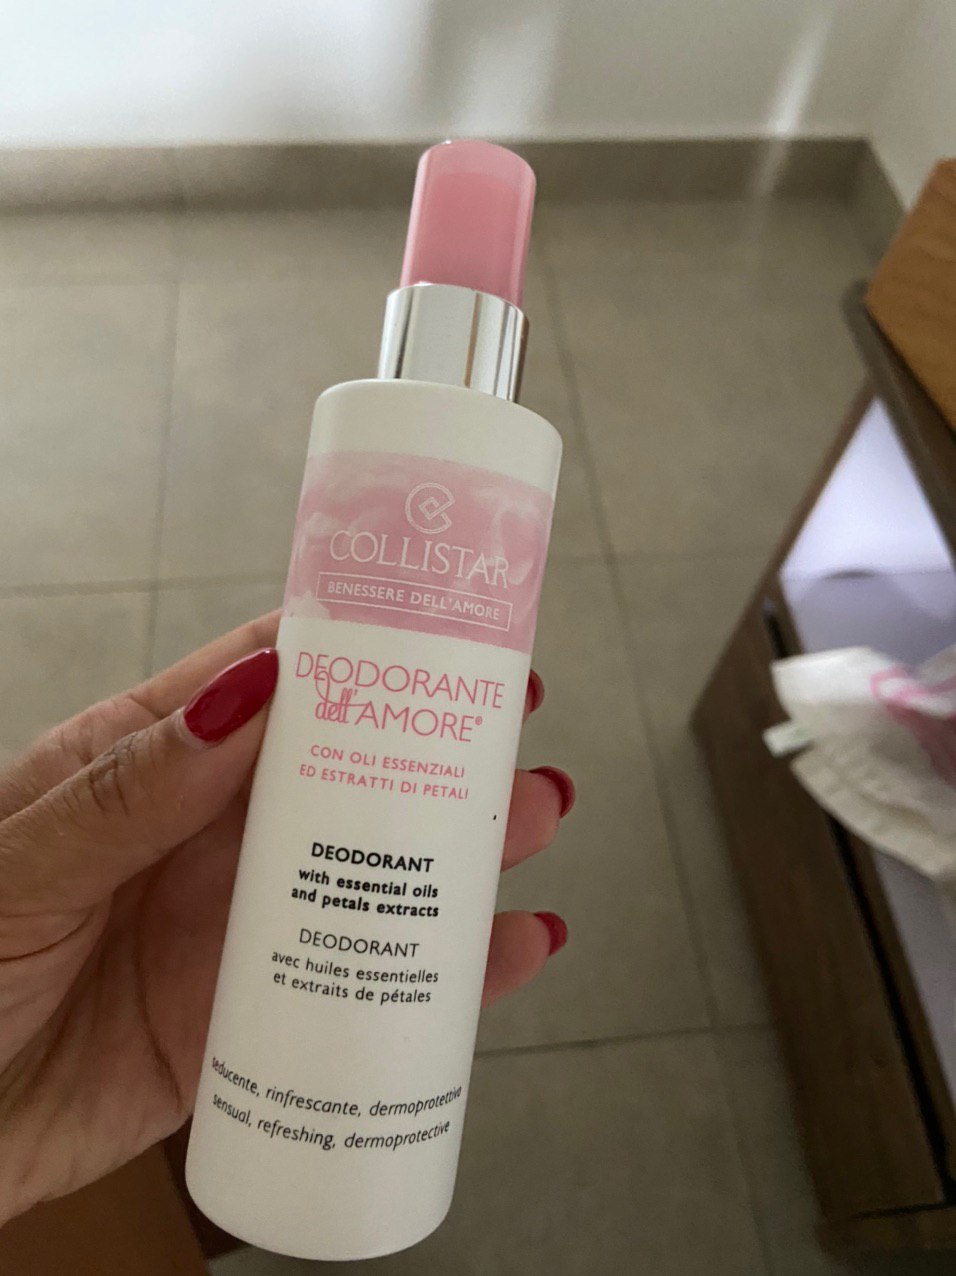 COLLISTAR
BENESSERE DELL'AMORE
DEODORANTE
dell'AMORE®
CON OLI ESSENZIALI
ED ESTRATTI DI PETALI
DEODORANT
with essential oils
and petals extracts
DEODORANT
avec huiles essentielles
et extraits de pétales
seducente, rinfrescante, dermoprotettivo
sensual, refreshing, dermoprotective